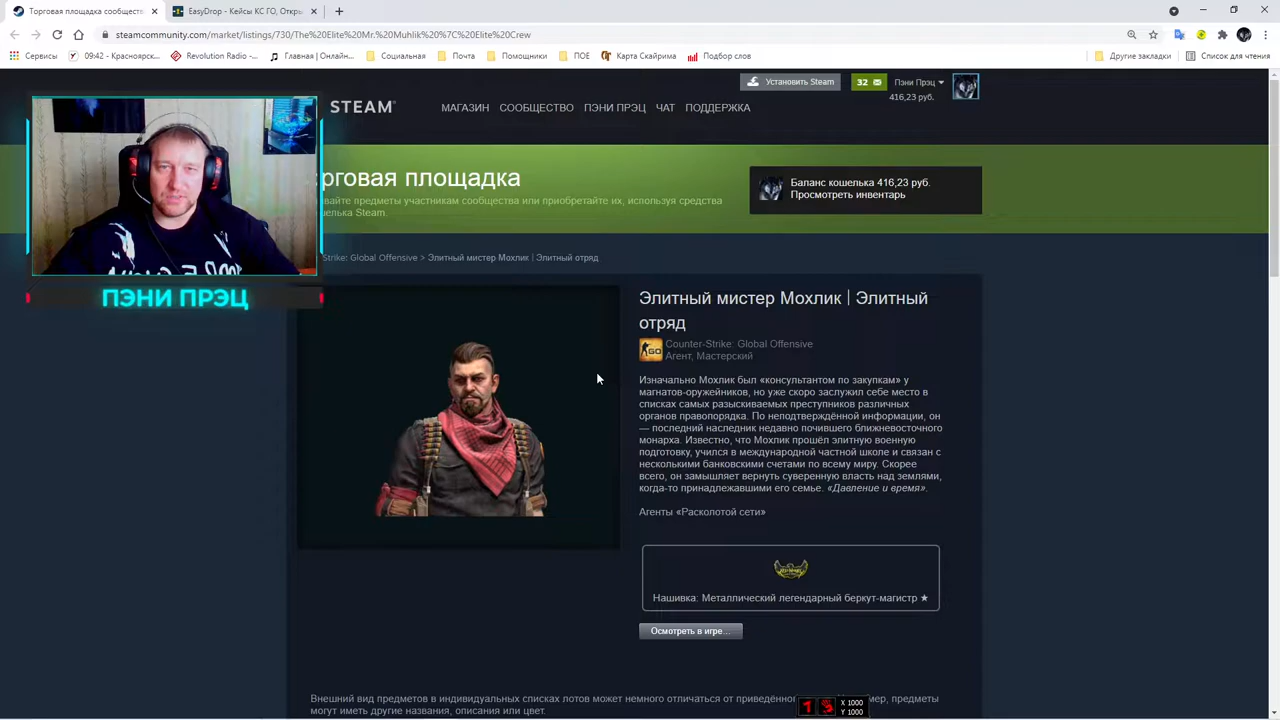 Торговая площадка сообществ
EasyDrop - Кейсы КС ГО, Откры
steamcommunity.com/market/listings/730/The%20Elite%20Mr.%20Muhlik%20%7C%20Elite%20Crew
Сервисы
09:42 - Красноярск...
Revolution Radio -...
Главная | Онлайн...
Социальная
Почта
Помощники
ПОЕ
Карта Скайрима
Подбор слов
Другие закладки
Список для чтения
Установить Steam
32
Пэни Прэц
416,23 руб.
STEAM
МАГАЗИН СООБЩЕСТВО ПЭНИ ПРЭЦ ЧАТ ПОДДЕРЖКА
рговая площадка
вайте предметы участникам сообщества или приобретайте их, используя средства
шелька Steam.
Баланс кошелька 416,23 руб.
Просмотреть инвентарь
ПЭНИ ПРЭЦ
Strike: Global Offensive > Элитный мистер Мохлик | Элитный отряд
Элитный мистер Мохлик | Элитный
отряд
Counter-Strike: Global Offensive
Агент, Мастерский
Изначально Мохлик был «консультантом по закупкам» у
магнатов-оружейников, но уже скоро заслужил себе место в
списках самых разыскиваемых преступников различных
органов правопорядка. По неподтверждённой информации, он
— последний наследник недавно почившего ближневосточного
монарха. Известно, что Мохлик прошёл элитную военную
подготовку, учился в международной частной школе и связан с
несколькими банковскими счетами по всему миру. Скорее
всего, он замышляет вернуть суверенную власть над землями,
когда-то принадлежавшими его семье. «Давление и время».
Агенты «Расколотой сети»
Нашивка: Металлический легендарный беркут-магистр ★
Осмотреть в игре...
Внешний вид предметов в индивидуальных списках лотов может немного отличаться от приведённо мер, предметы
могут иметь другие названия, описания или цвет.
X 1000
Y 1000